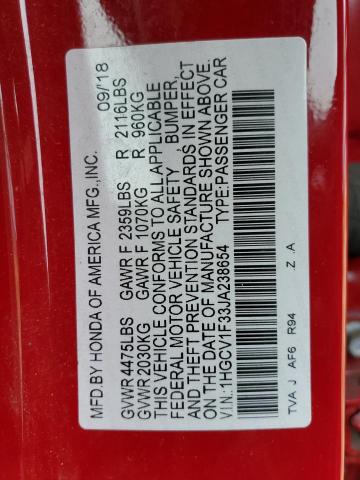 MFD.BY HONDA OF AMERICA MFG.,INC. 09/18
GVWR 4475LBS GAWR F 2359LBS R 2116LBS
GVWR 2030KG GAWR F 1070KG R 960KG
THIS VEHICLE CONFORMS TO ALL APPLICABLE
FEDERAL MOTOR VEHICLE SAFETY, BUMPER,
AND THEFT PREVENTION STANDARDS IN EFFECT
ON THE DATE OF MANUFACTURE SHOWN ABOVE.
V.I.N.:1HGCV1F33JA238654 TYPE:PASSENGER CAR
TVA J AF6 R94 .Z .A